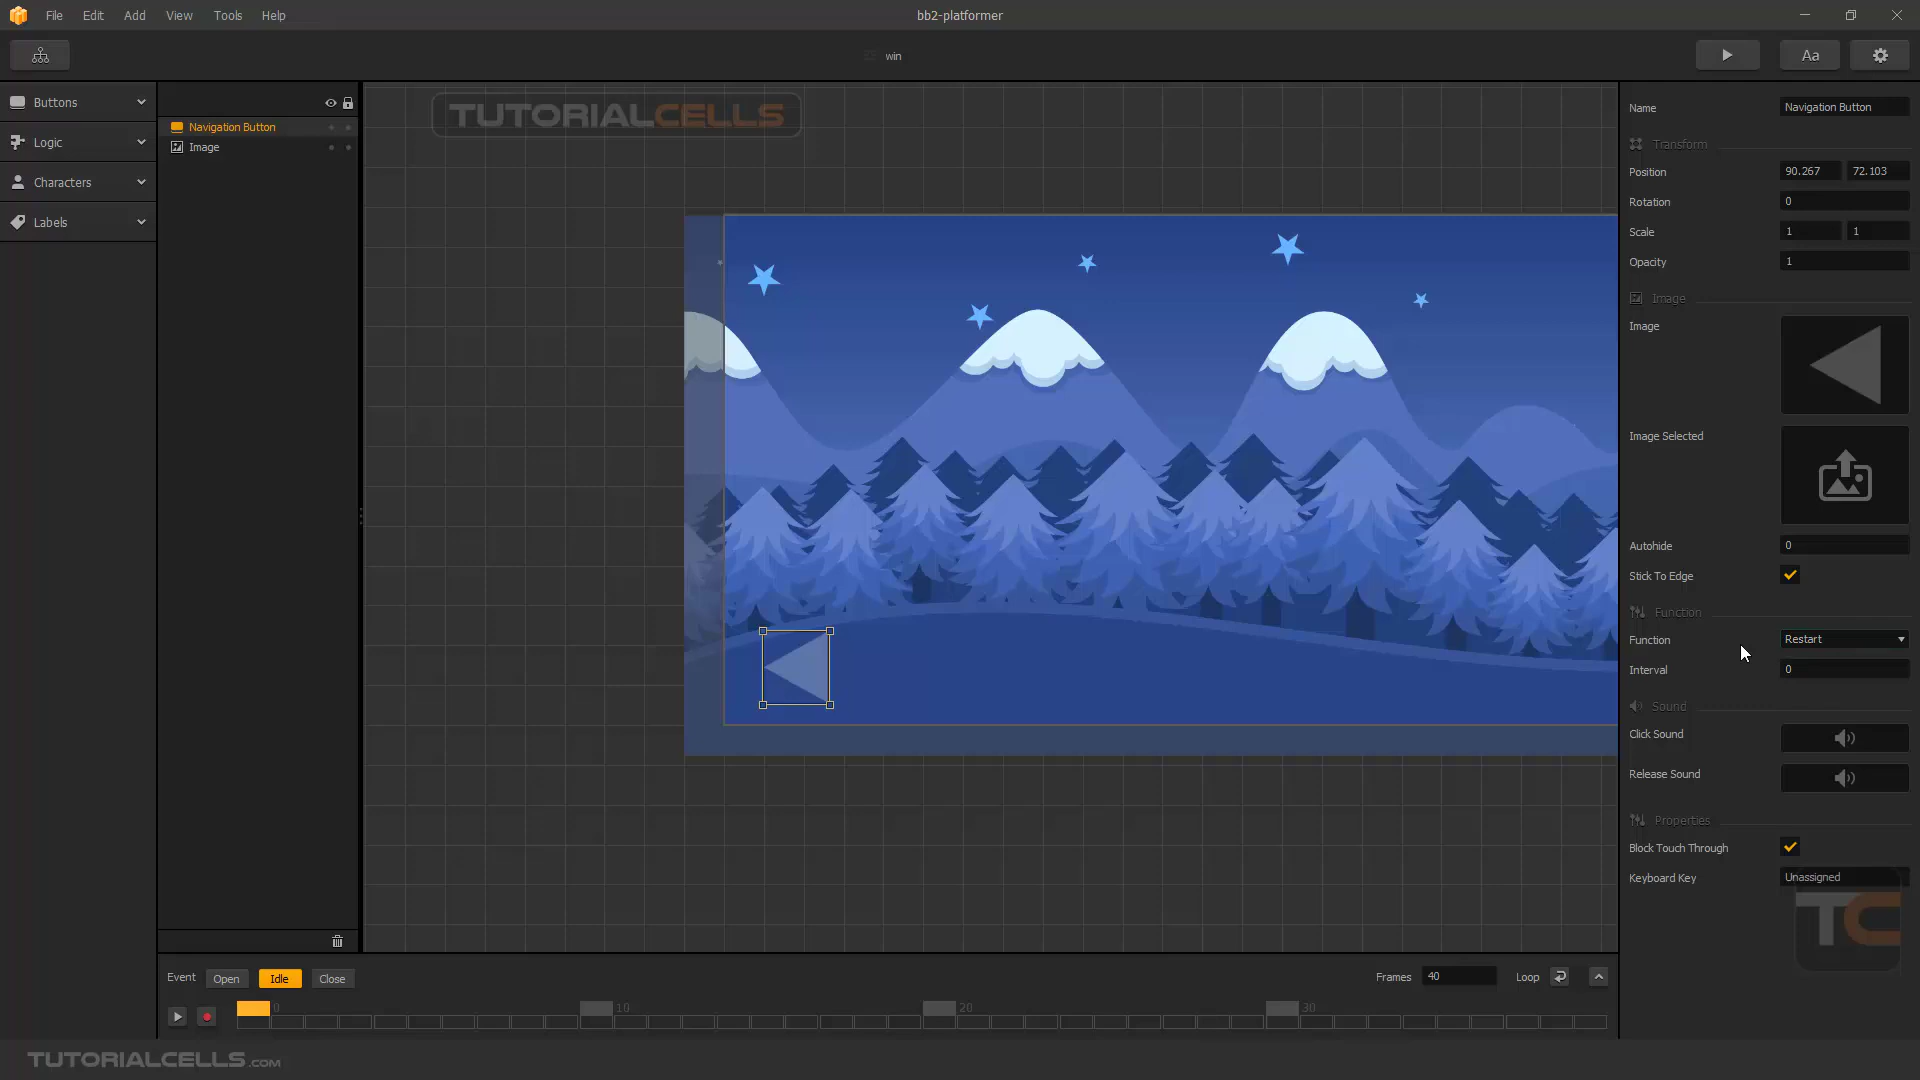 File Edit Add View Tools Help
bb2-platformer
win
Aa
Buttons
Logic
Characters
Labels
Navigation Button
Image
TUTORIALCELLS
Name Navigation Button
Transform
Position 90.267 72.103
Rotation 0
Scale 1 1
Opacity 1
Image
Image
Image Selected
Autohide 0
Stick To Edge
Function
Function Restart
Interval 0
Sound
Click Sound
Release Sound
Properties
Block Touch Through
Keyboard Key Unassigned
TC
Event Open Idle Close
Frames 40 Loop
0 10 20 30
TUTORIALCELLS.COM